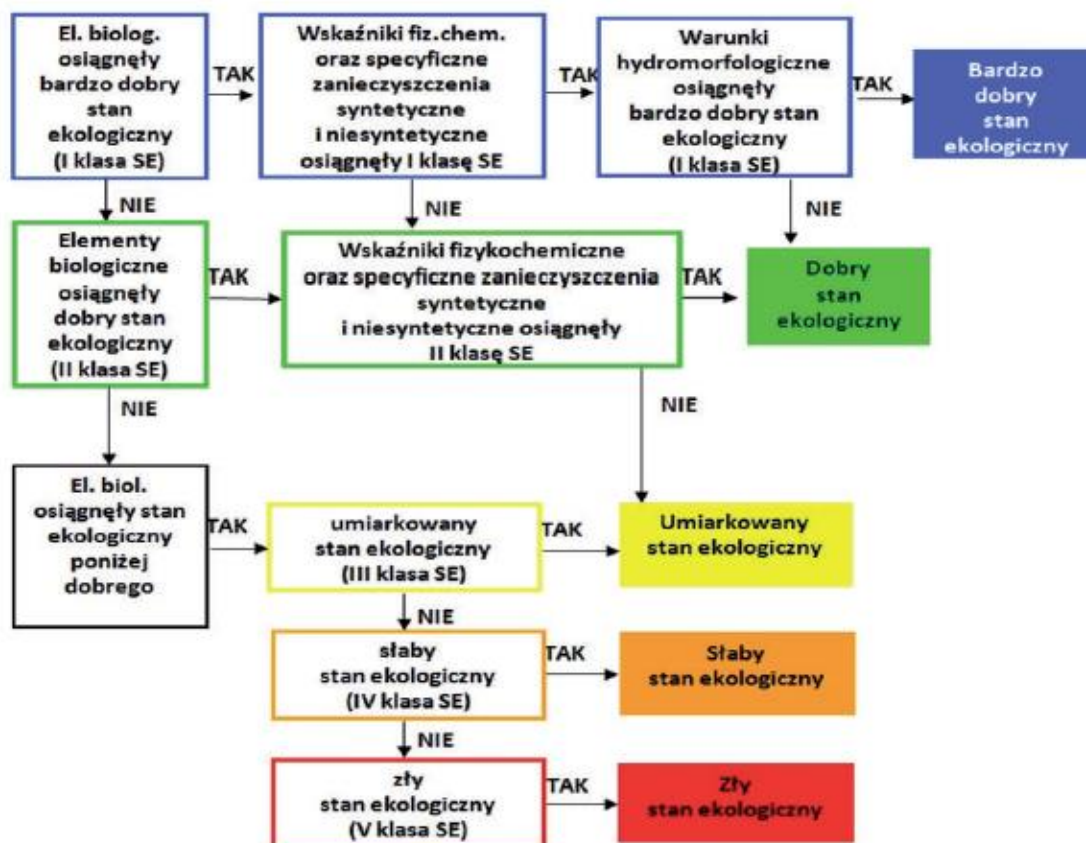 El. biolog.
osiągnęły
bardzo dobry
stan
ekologiczny
(I klasa SE)
TAK
Wskaźniki fiz.chem.
oraz specyficzne
zanieczyszczenia
syntetyczne
i niesyntetyczne
osiągnęły I klasę SE
TAK
Warunki
hydromorfologiczne
osiągnęły
bardzo dobry stan
ekologiczny
(I klasa SE)
TAK
Bardzo
dobry
stan
ekologiczny
NIE
NIE
NIE
Elementy
biologiczne
osiągnęły
dobry stan
ekologiczny
(II klasa SE)
TAK
Wskaźniki fizykochemiczne
oraz specyficzne zanieczyszczenia
syntetyczne
i niesyntetyczne osiągnęły
II klasę SE
TAK
Dobry
stan
ekologiczny
NIE
NIE
El. biol.
osiągnęły stan
ekologiczny
poniżej
dobrego
TAK
umiarkowany
stan ekologiczny
(III klasa SE)
TAK
Umiarkowany
stan ekologiczny
NIE
słaby
stan ekologiczny
(IV klasa SE)
TAK
Słaby
stan ekologiczny
NIE
zły
stan ekologiczny
(V klasa SE)
TAK
Zły
stan ekologiczny